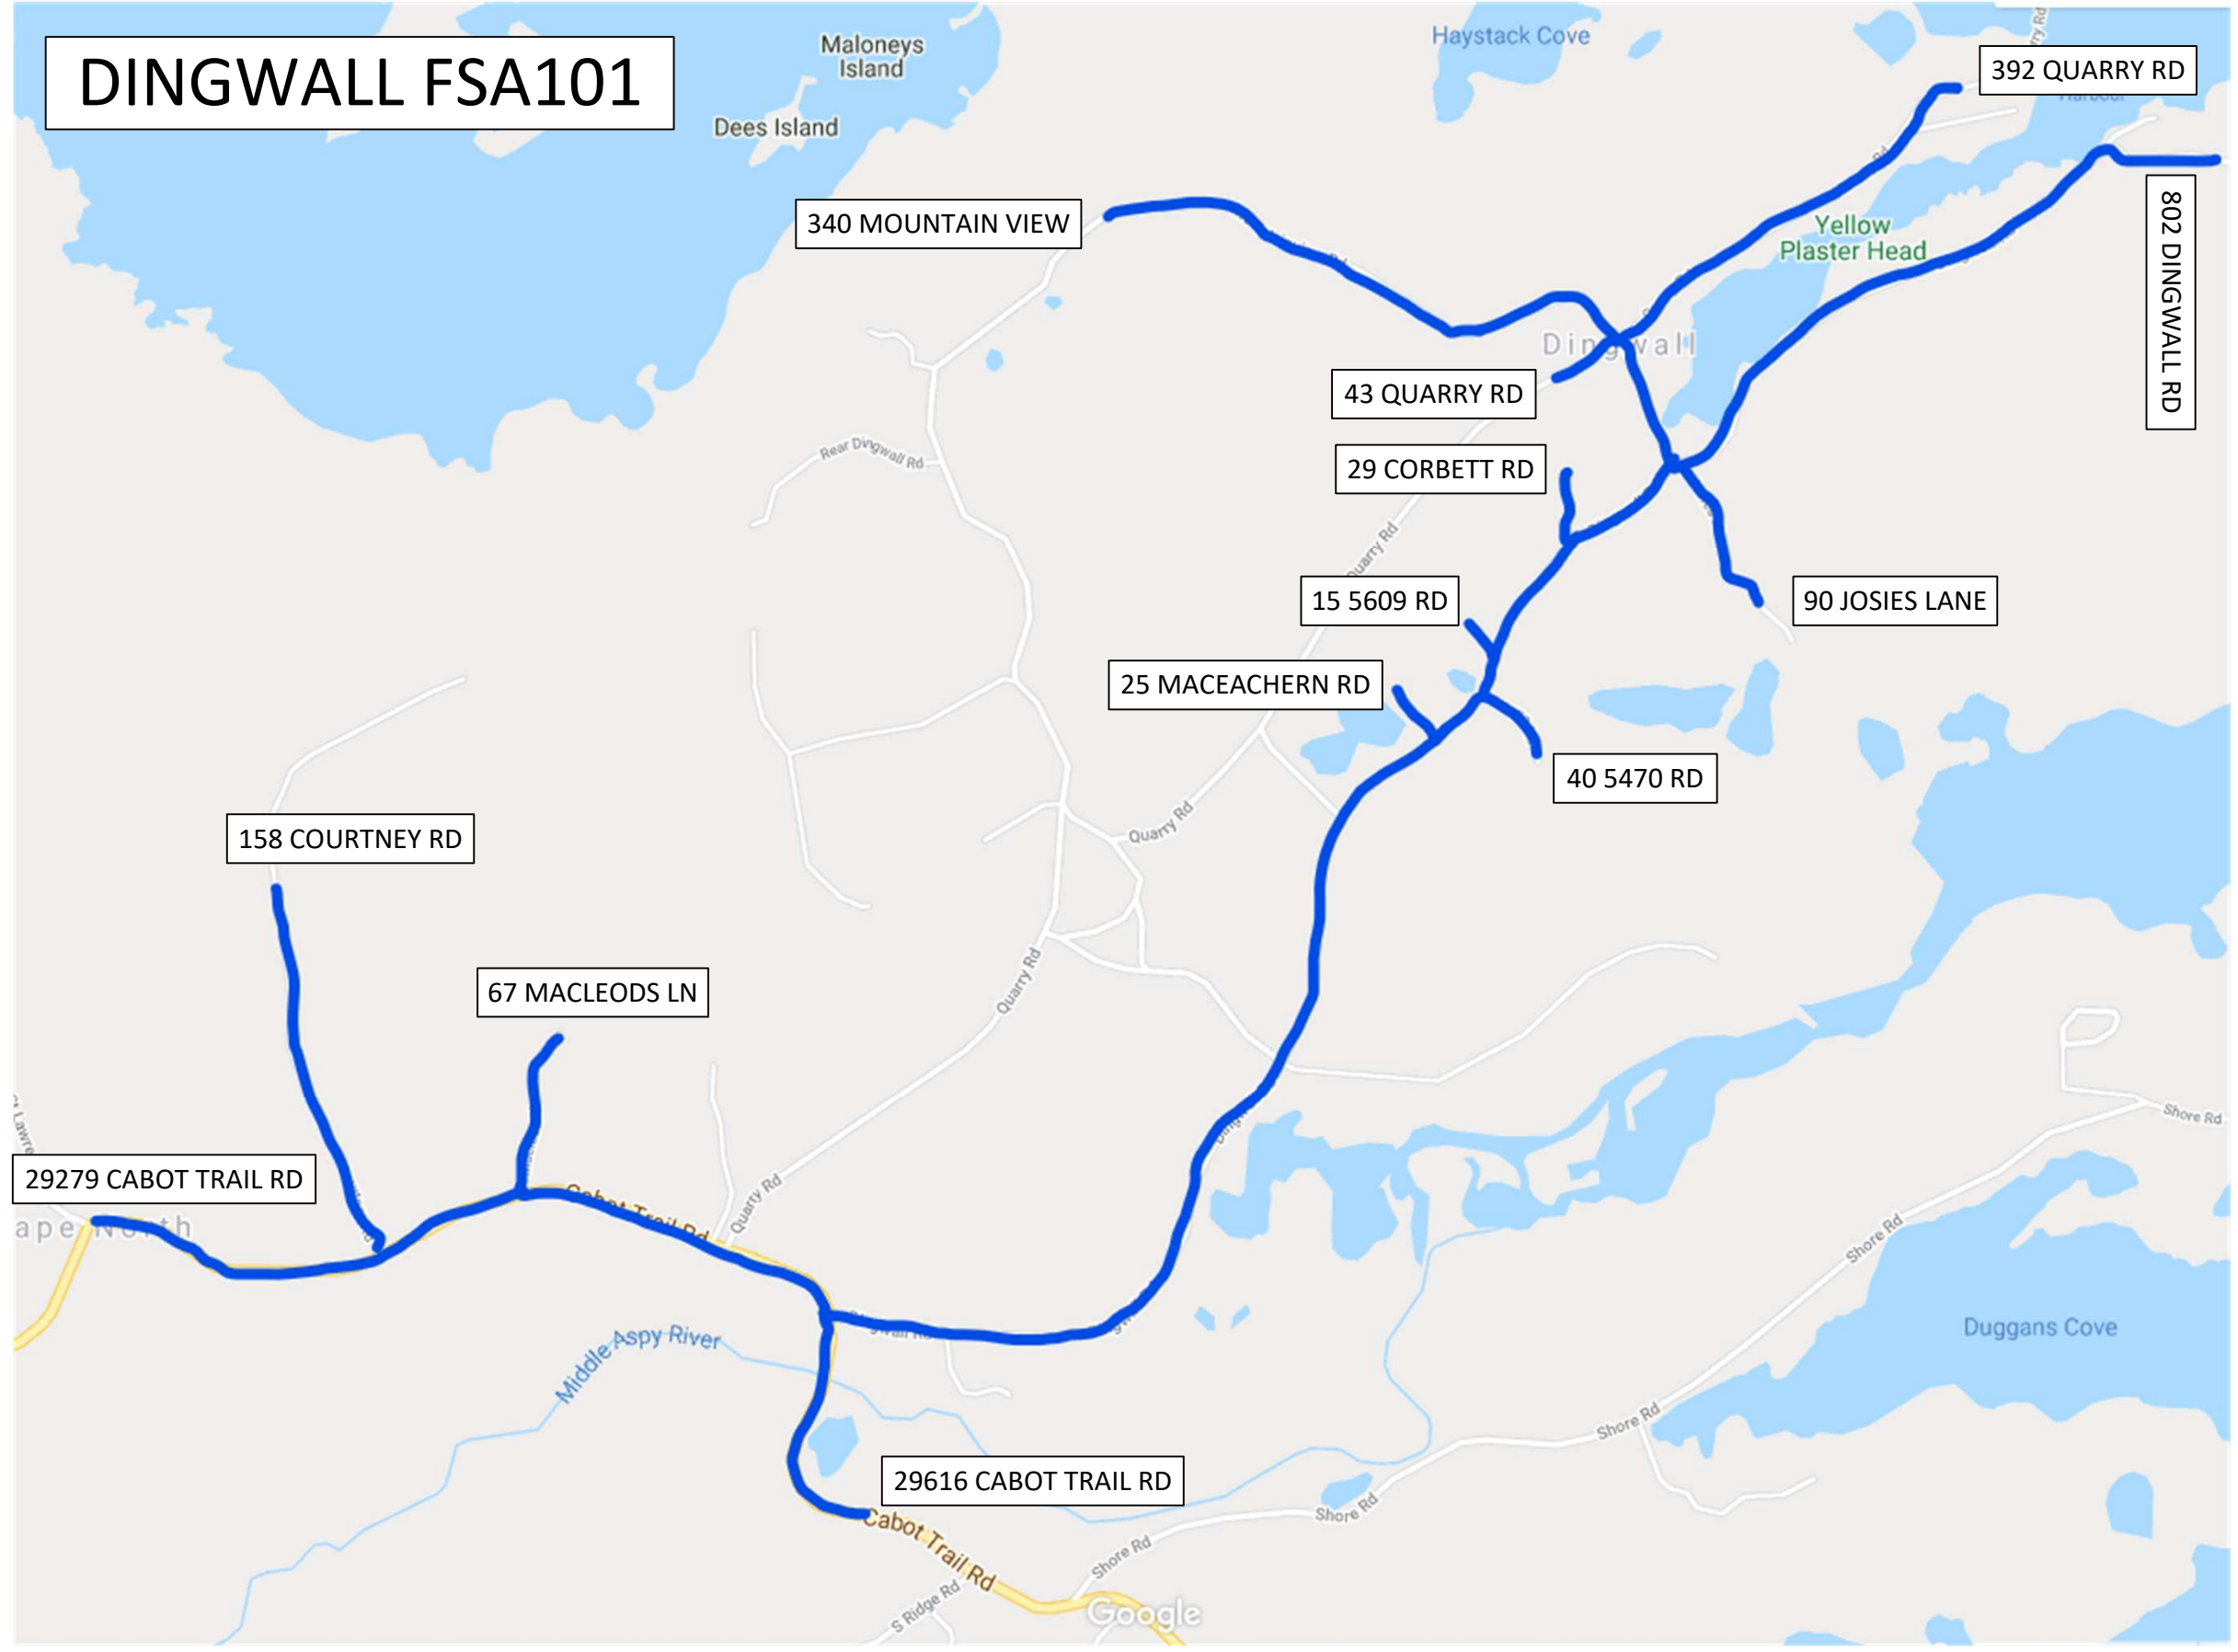 DINGWALL FSA101
Maloneys
Island
Dees Island
Haystack Cove
392 QUARRY RD
802 DINGWALL RD
340 MOUNTAIN VIEW
Yellow
Plaster Head
Dingwall
43 QUARRY RD
29 CORBETT RD
Rear Dingwall Rd
Quarry Rd
15 5609 RD
90 JOSIES LANE
25 MACEACHERN RD
40 5470 RD
Quarry Rd
158 COURTNEY RD
67 MACLEODS LN
Quarry Rd
Shore Rd
29279 CABOT TRAIL RD
Cabot Trail Rd
Quarry Rd
ape North
Shore Rd
Middle Aspy River
Duggans Cove
Shore Rd
29616 CABOT TRAIL RD
Shore Rd
Cabot Trail Rd
Shore Rd
S Ridge Rd
Google